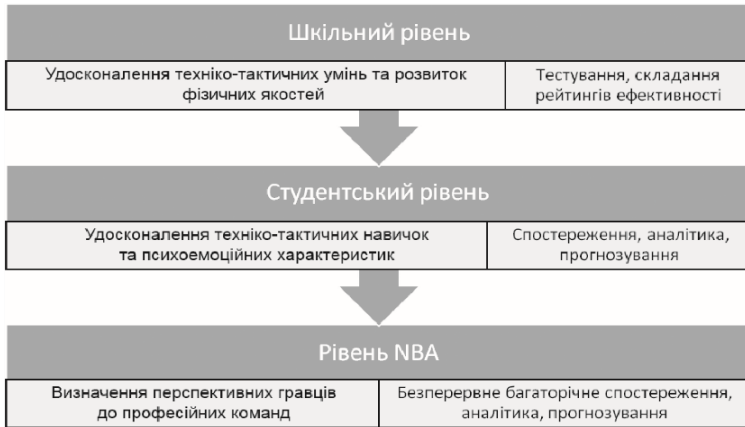 Шкільний рівень
Удосконалення техніко-тактичних умінь та розвиток
фізичних якостей
Тестування, складання
рейтингів ефективності
Студентський рівень
Удосконалення техніко-тактичних навичок
та психоемоційних характеристик
Спостереження, аналітика,
прогнозування
Рівень NBA
Визначення перспективних гравців
до професійних команд
Безперервне багаторічне спостереження,
аналітика, прогнозування